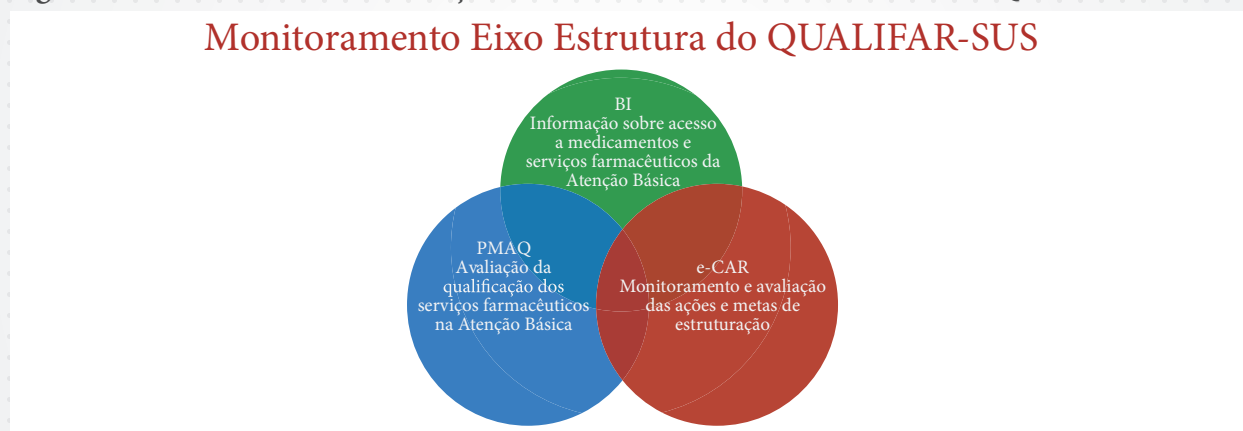 Monitoramento Eixo Estrutura do QUALIFAR-SUS
BI
Informação sobre acesso
a medicamentos e
serviços farmacêuticos da
Atenção Básica
PMAQ
Avaliação da
qualificação dos
serviços farmacêuticos
na Atenção Básica
e-CAR
Monitoramento e avaliação
das ações e metas de
estruturação